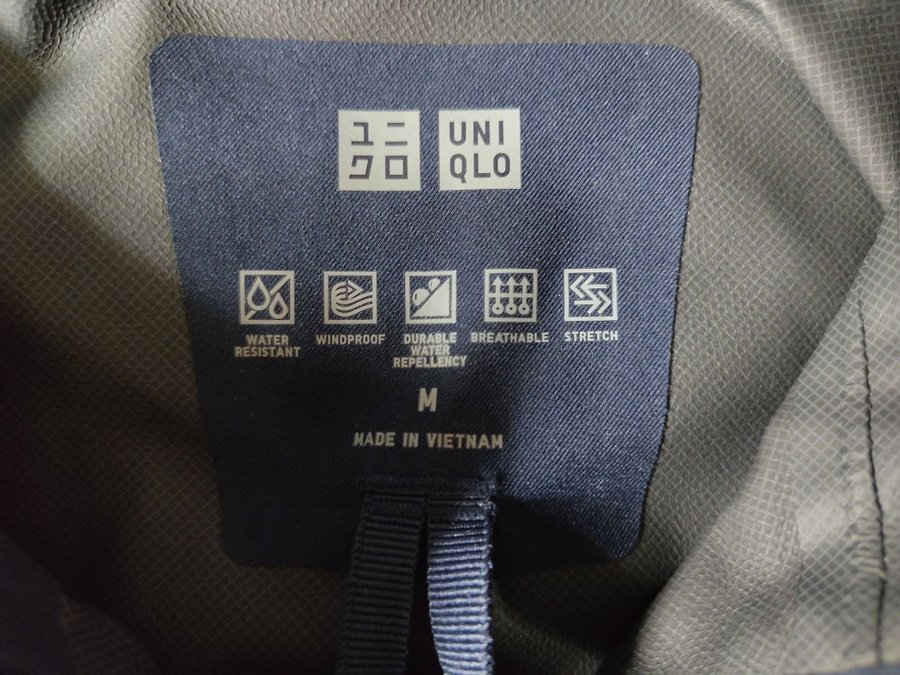 ユニ
クロ
UNI
QLO
WATER
RESISTANT
WINDPROOF
DURABLE
WATER
REPELLENCY
BREATHABLE
STRETCH
M
MADE IN VIETNAM